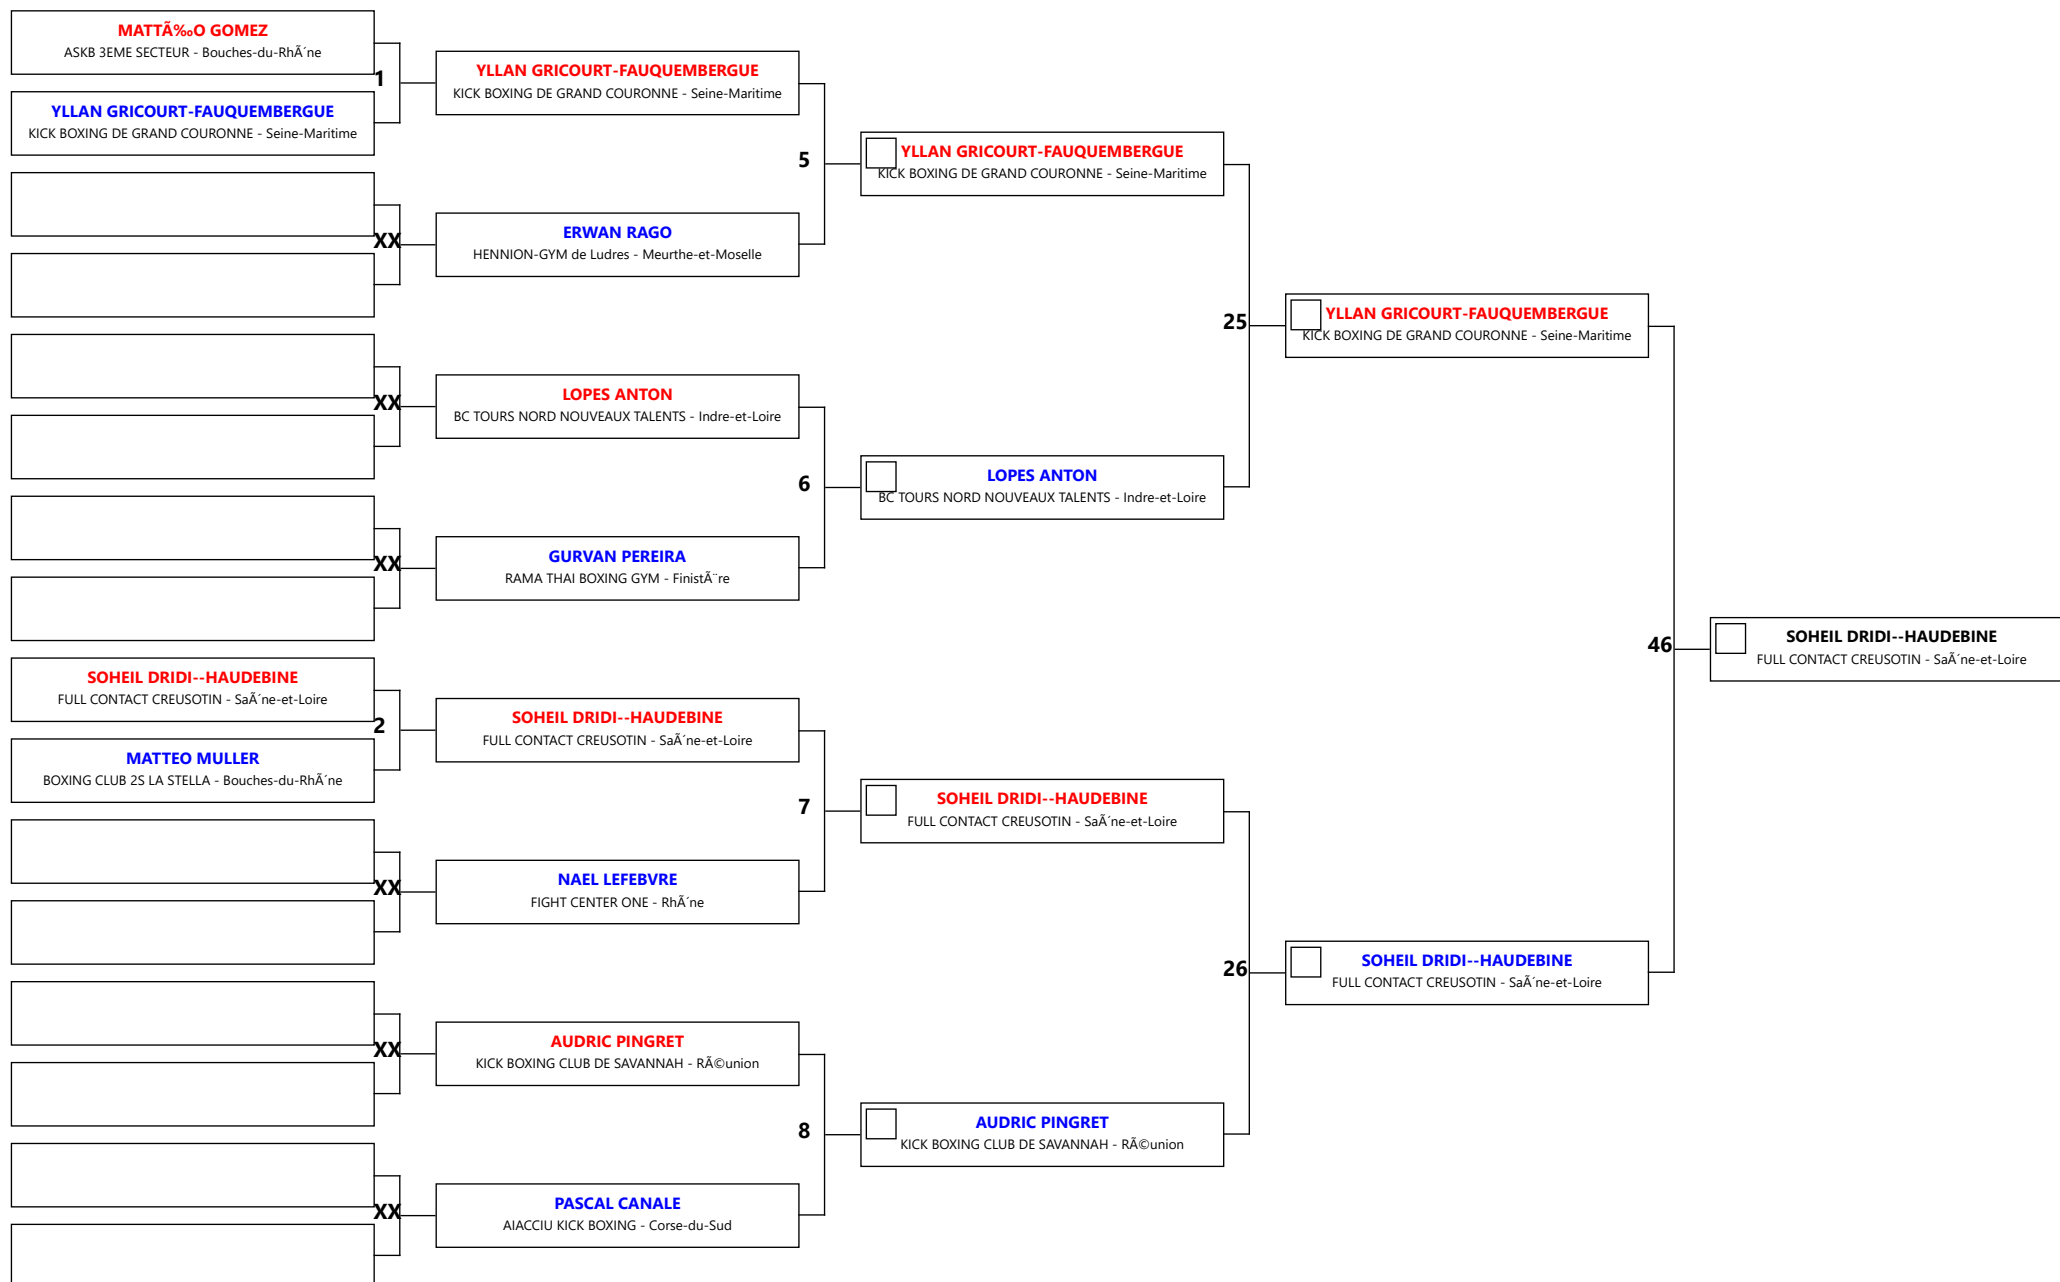 MATTÃ‰O GOMEZ
ASKB 3EME SECTEUR - Bouches-du-RhÃ´ne
1
YLLAN GRICOURT-FAUQUEMBERGUE
KICK BOXING DE GRAND COURONNE - Seine-Maritime
XX
XX
XX
SOHEIL DRIDI--HAUDEBINE
FULL CONTACT CREUSOTIN - SaÃ´ne-et-Loire
2
MATTEO MULLER
BOXING CLUB 2S LA STELLA - Bouches-du-RhÃ´ne
XX
XX
XX
YLLAN GRICOURT-FAUQUEMBERGUE
KICK BOXING DE GRAND COURONNE - Seine-Maritime
5
ERWAN RAGO
HENNION-GYM de Ludres - Meurthe-et-Moselle
LOPES ANTON
BC TOURS NORD NOUVEAUX TALENTS - Indre-et-Loire
6
GURVAN PEREIRA
RAMA THAI BOXING GYM - FinistÃ¨re
SOHEIL DRIDI--HAUDEBINE
FULL CONTACT CREUSOTIN - SaÃ´ne-et-Loire
7
NAEL LEFEBVRE
FIGHT CENTER ONE - RhÃ´ne
AUDRIC PINGRET
KICK BOXING CLUB DE SAVANNAH - RÃ©union
8
PASCAL CANALE
AIACCIU KICK BOXING - Corse-du-Sud
YLLAN GRICOURT-FAUQUEMBERGUE
KICK BOXING DE GRAND COURONNE - Seine-Maritime
25
LOPES ANTON
BC TOURS NORD NOUVEAUX TALENTS - Indre-et-Loire
SOHEIL DRIDI--HAUDEBINE
FULL CONTACT CREUSOTIN - SaÃ´ne-et-Loire
26
AUDRIC PINGRET
KICK BOXING CLUB DE SAVANNAH - RÃ©union
YLLAN GRICOURT-FAUQUEMBERGUE
KICK BOXING DE GRAND COURONNE - Seine-Maritime
46
SOHEIL DRIDI--HAUDEBINE
FULL CONTACT CREUSOTIN - SaÃ´ne-et-Loire
SOHEIL DRIDI--HAUDEBINE
FULL CONTACT CREUSOTIN - SaÃ´ne-et-Loire